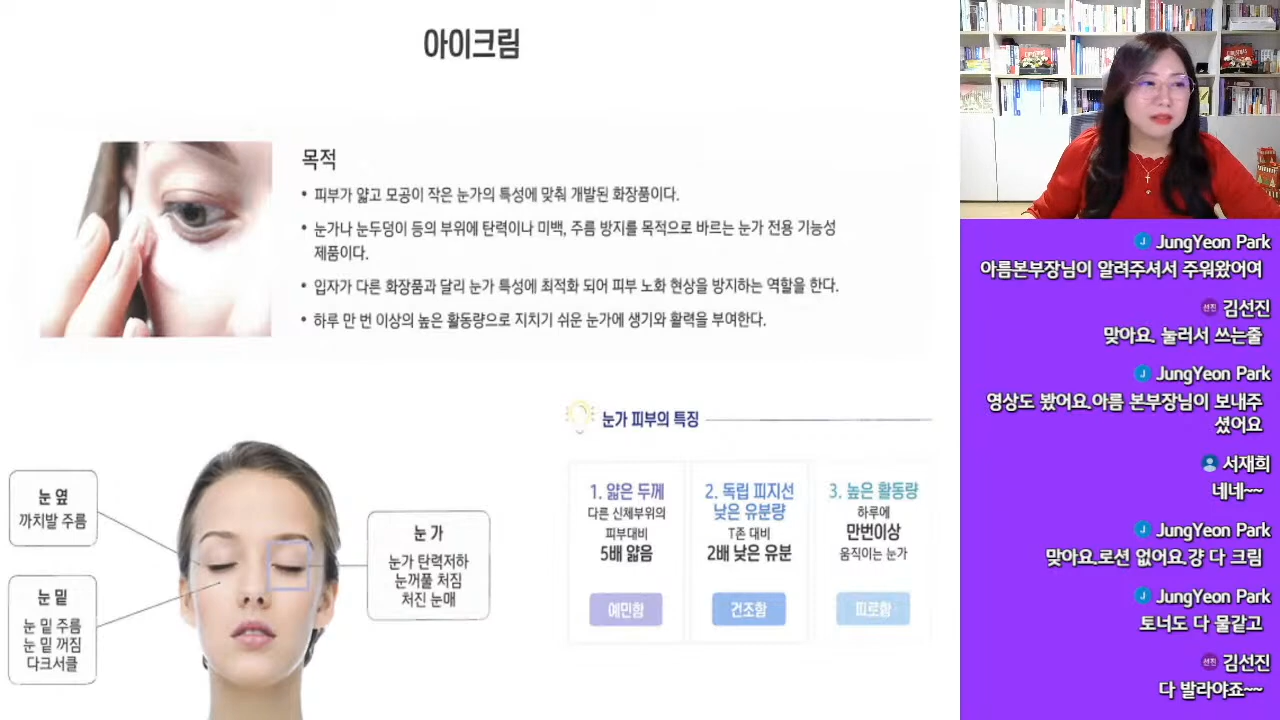 아이크림
목적
• 피부가 얇고 모공이 작은 눈가의 특성에 맞춰 개발된 화장품이다.
• 눈가나 눈두덩이 등의 부위에 탄력이나 미백, 주름 방지를 목적으로 바르는 눈가 전용 기능성
제품이다.
• 입자가 다른 화장품과 달리 눈가 특성에 최적화 되어 피부 노화 현상을 방지하는 역할을 한다.
• 하루 만 번 이상의 높은 활동량으로 지치기 쉬운 눈가에 생기와 활력을 부여한다.
눈 옆
까치발 주름
눈 밑
눈 밑 주름
눈 밑 꺼짐
다크서클
눈 가
눈가 탄력저하
눈꺼풀 처짐
처진 눈매
눈가 피부의 특징
1. 얇은 두께
다른 신체부위의
피부대비
5배 얇음
예민함
2. 독립 피지선
낮은 유분량
T존 대비
2배 낮은 유분
건조함
3. 높은 활동량
하루에
만번이상
움직이는 눈가
피로함
J JungYeon Park
아름본부장님이 알려주셔서 주워왔어여
선진 김선진
맞아요. 눌러서 쓰는줄
J JungYeon Park
영상도 봤어요.아름 본부장님이 보내주
셨어요
서재희
네네~~
J JungYeon Park
맞아요.로션 없어요.걍 다 크림
J JungYeon Park
토너도 다 물같고
선진 김선진
다 발라야죠~~